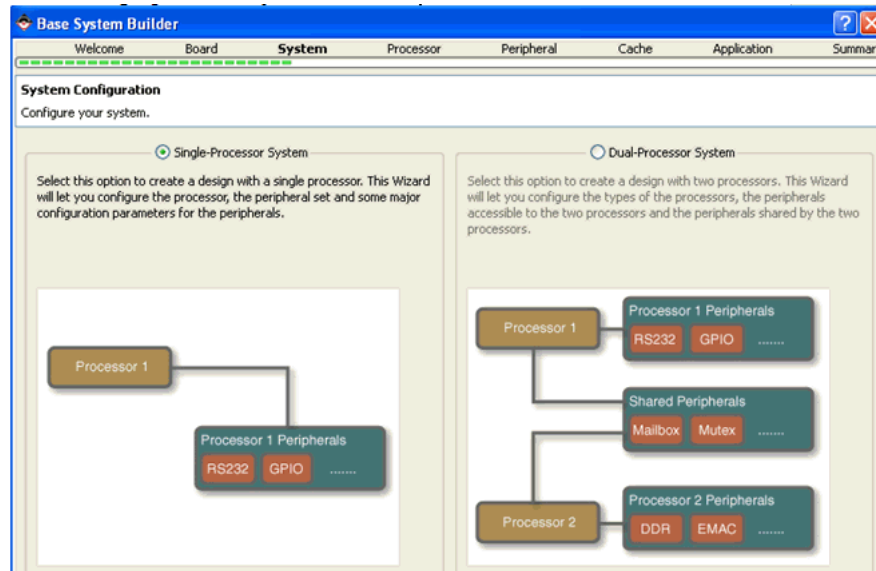 Base System Builder
Welcome Board System Processor Peripheral Cache Application Summar
System Configuration
Configure your system.
Single-Processor System
Select this option to create a design with a single processor. This Wizard
will let you configure the processor, the peripheral set and some major
configuration parameters for the peripherals.
Processor 1
Processor 1 Peripherals
RS232 GPIO .......
Dual-Processor System
Select this option to create a design with two processors. This Wizard
will let you configure the types of the processors, the peripherals
accessible to the two processors and the peripherals shared by the two
processors.
Processor 1
Processor 1 Peripherals
RS232 GPIO .......
Shared Peripherals
Mailbox Mutex .......
Processor 2
Processor 2 Peripherals
DDR EMAC .......